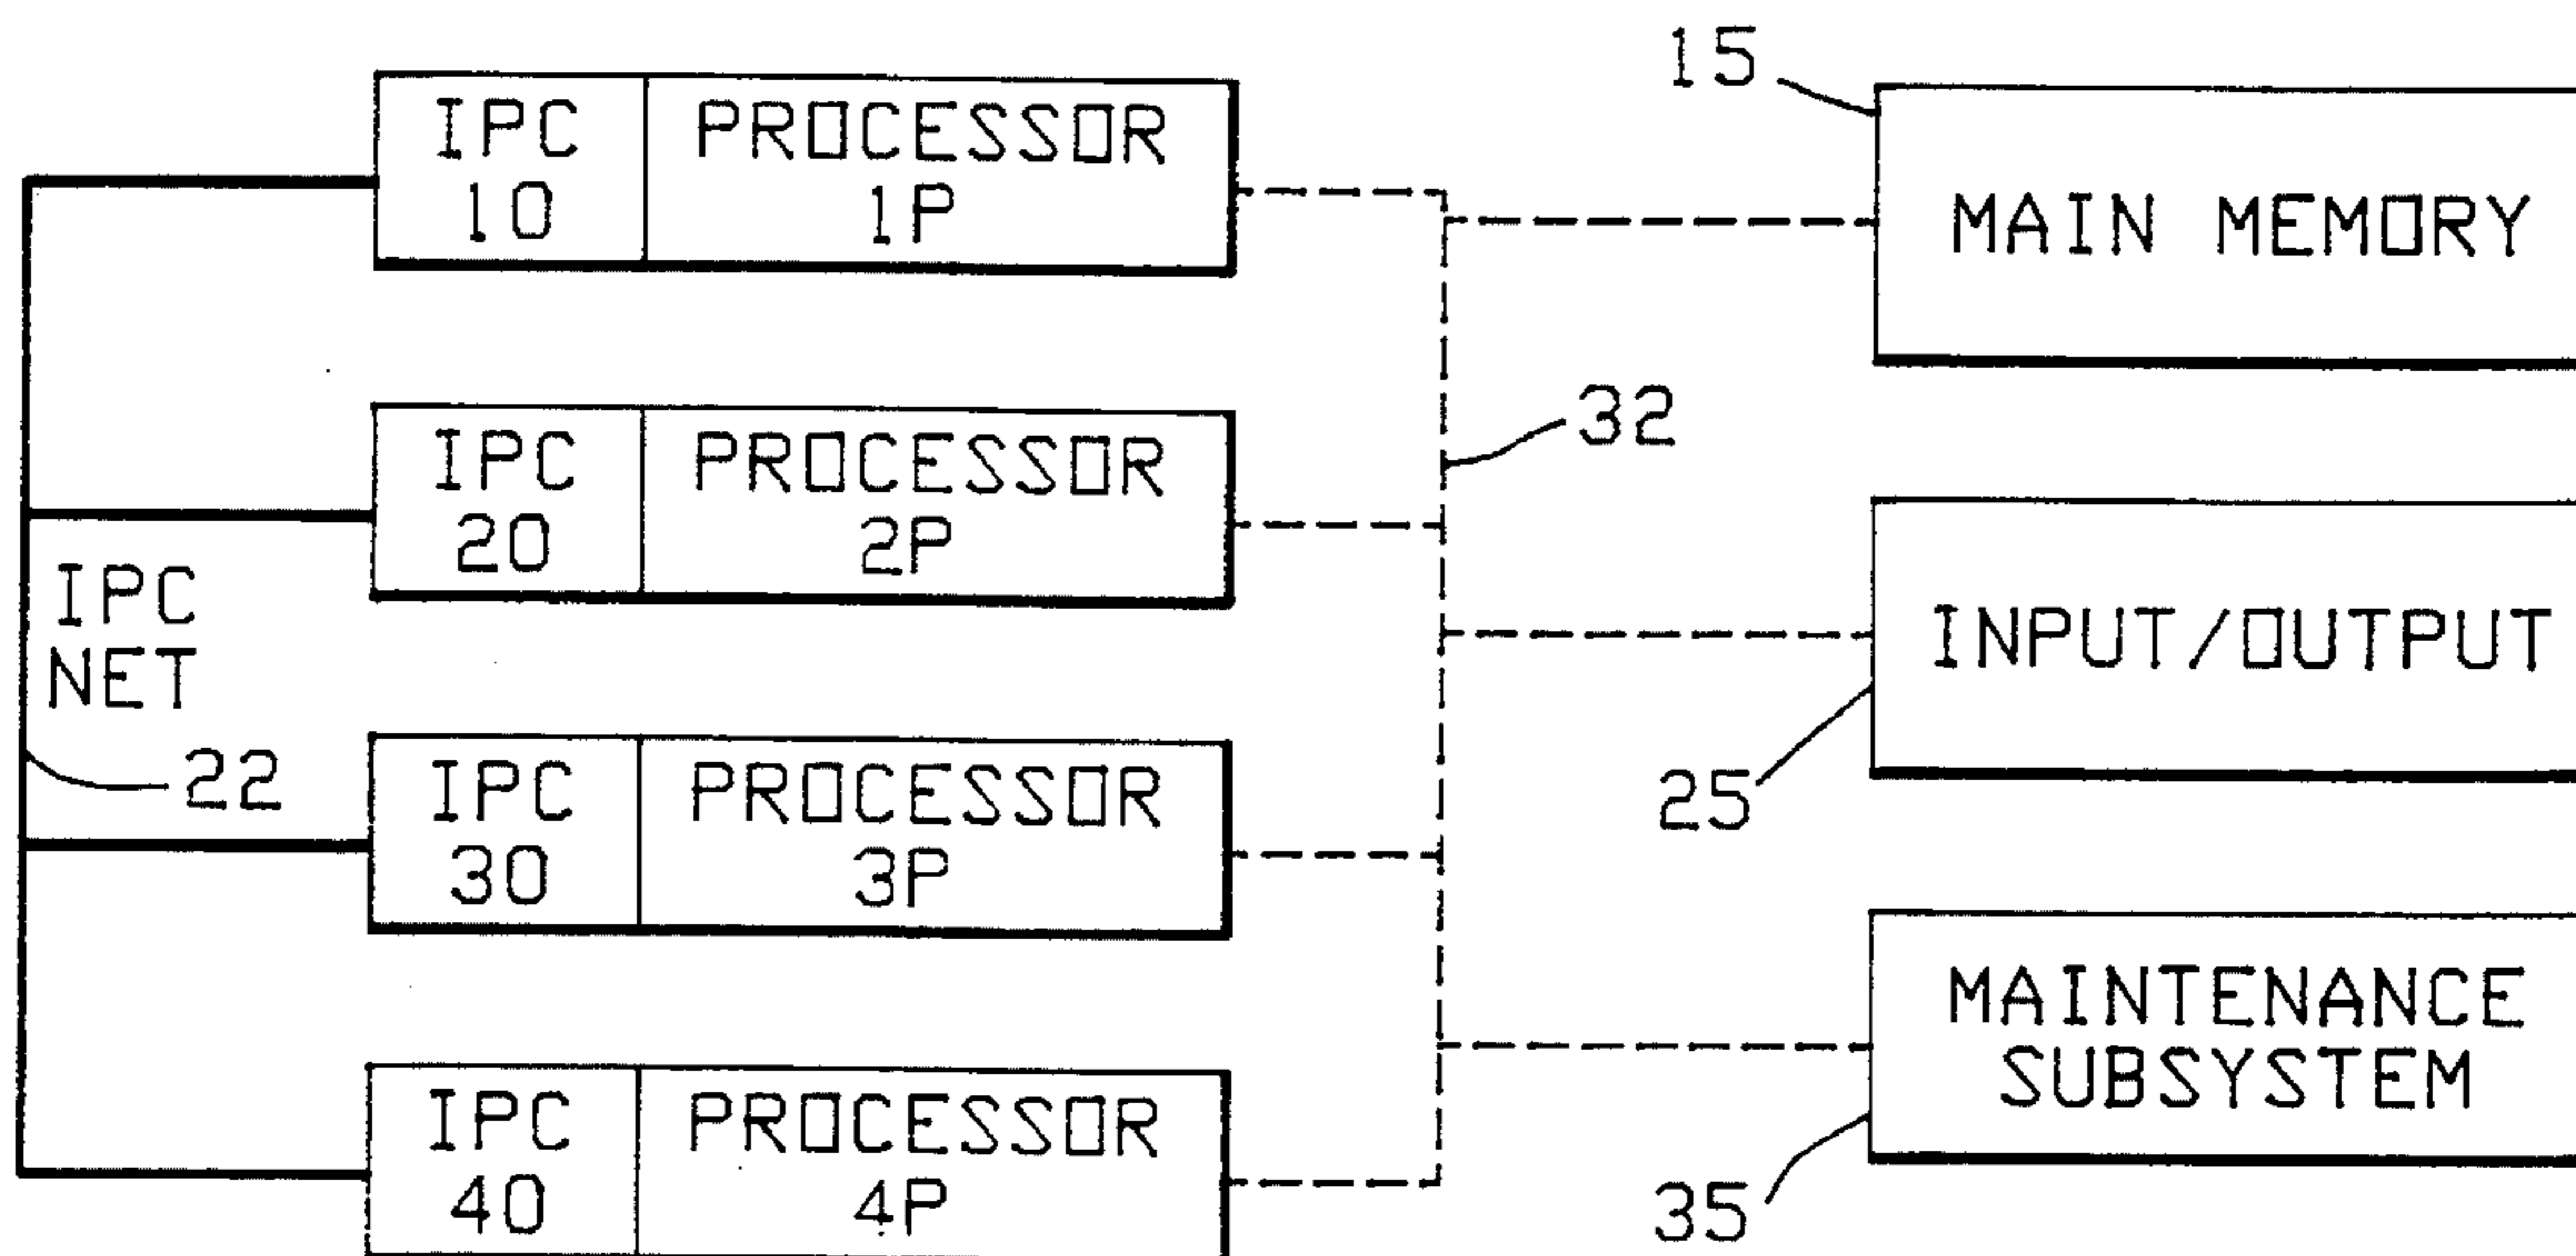 IPC
10
PROCESSOR
1P
15
MAIN MEMORY
IPC
20
PROCESSOR
2P
32
IPC
NET
22
INPUT/OUTPUT
25
IPC
30
PROCESSOR
3P
MAINTENANCE
SUBSYSTEM
35
IPC
40
PROCESSOR
4P